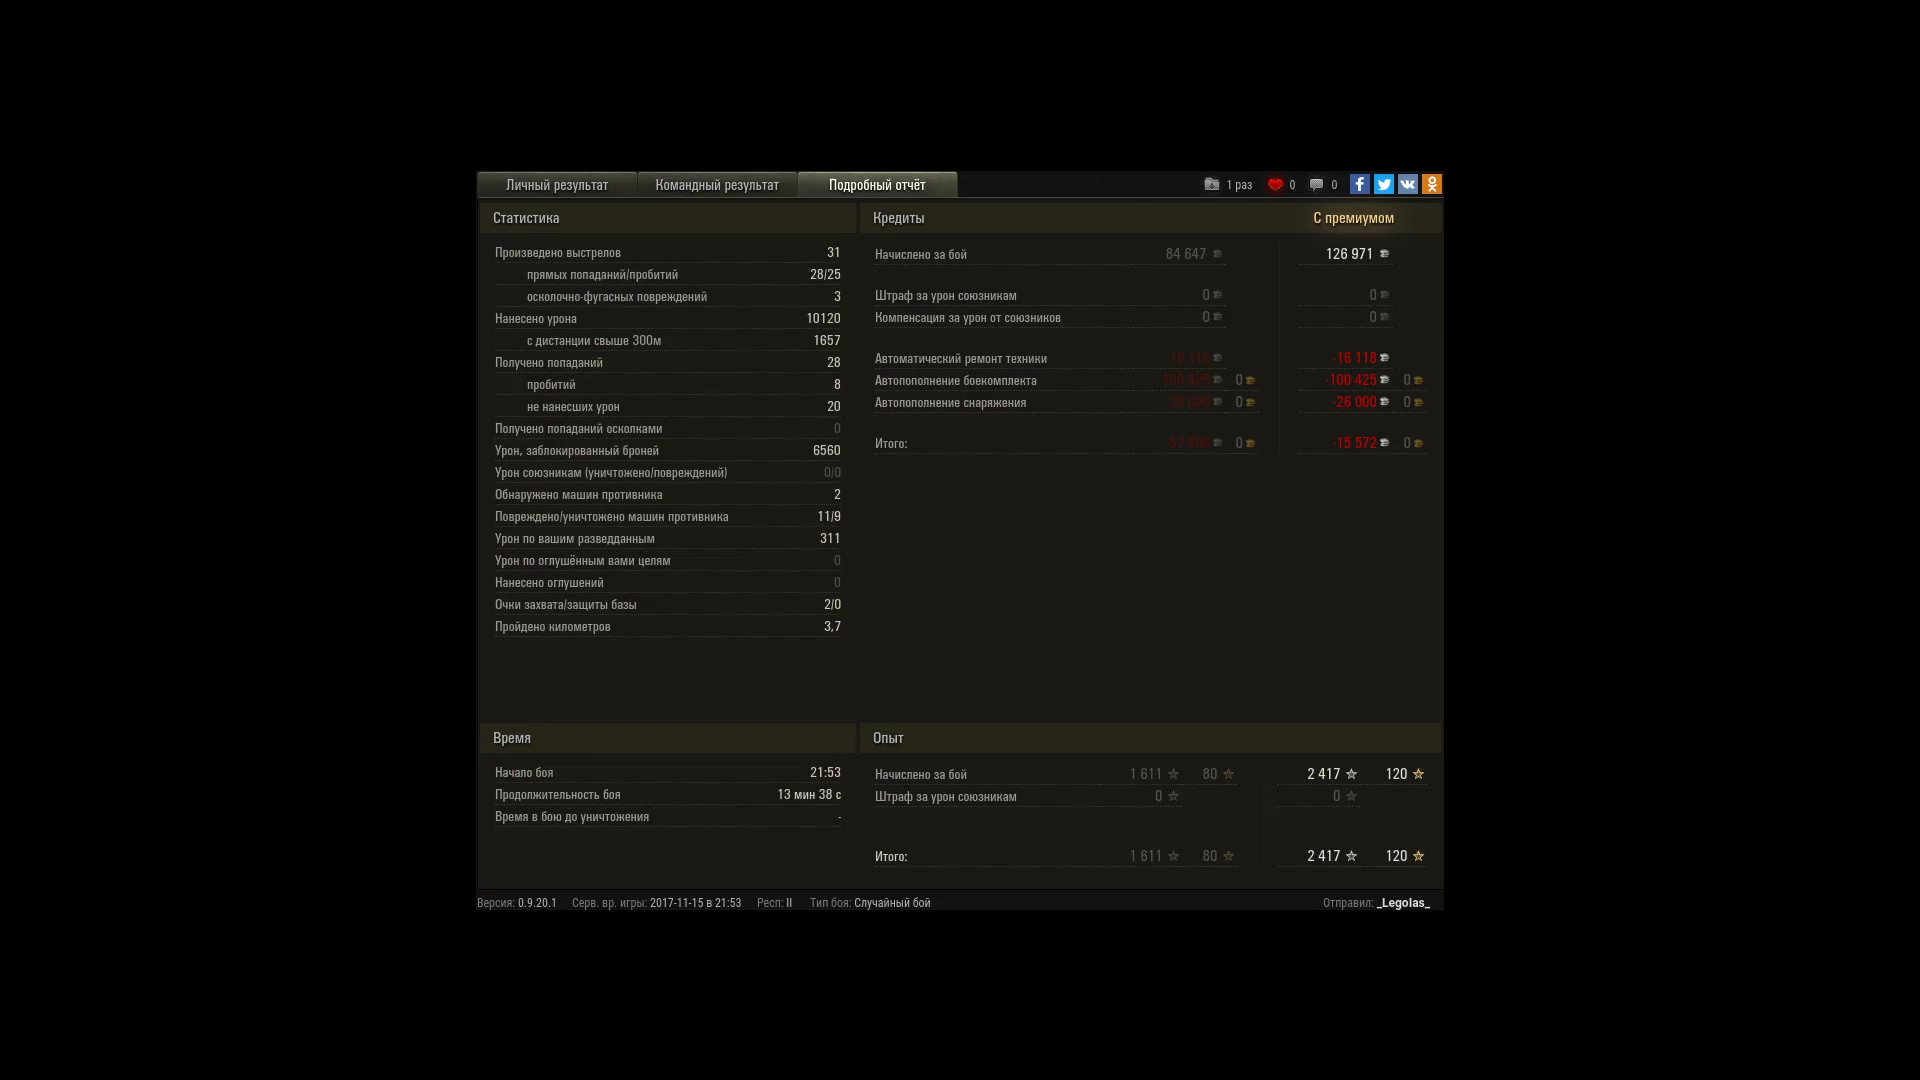 Личный результат Командный результат Подробный отчёт 1 раз 0 0
Статистика
Произведено выстрелов 31
прямых попаданий/пробитий 28/25
осколочно-фугасных повреждений 3
Нанесено урона 10120
с дистанции свыше 300м 1657
Получено попаданий 28
пробитий 8
не нанесших урон 20
Получено попаданий осколками 0
Урон, заблокированный броней 6560
Урон союзникам (уничтожено/повреждений) 0/0
Обнаружено машин противника 2
Повреждено/уничтожено машин противника 11/9
Урон по вашим разведданным 311
Урон по оглушённым вами целям 0
Нанесено оглушений 0
Очки захвата/защиты базы 2/0
Пройдено километров 3,7
Кредиты С премиумом
Начислено за бой 84 647 126 971
Штраф за урон союзникам 0 0
Компенсация за урон от союзников 0 0
Автоматический ремонт техники -16 118 -16 118
Автопополнение боекомплекта -100 425 0 -100 425 0
Автопополнение снаряжения -26 000 0 -26 000 0
Итого: 0 -15 572 0
Время
Начало боя 21:53
Продолжительность боя 13 мин 38 с
Время в бою до уничтожения -
Опыт
Начислено за бой 1 611 80 2 417 120
Штраф за урон союзникам 0 0
Итого: 1 611 80 2 417 120
Версия: 0.9.20.1 Серв. вр. игры: 2017-11-15 в 21:53 Респ: II Тип боя: Случайный бой Отправил: _Legolas_